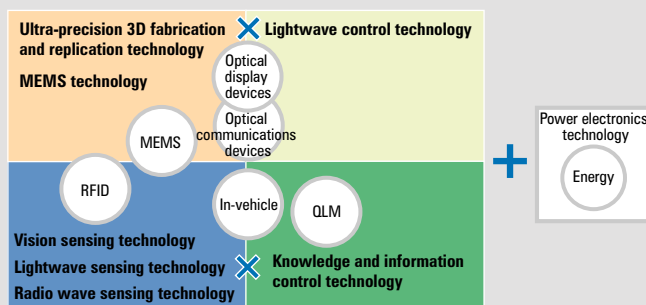 Ultra-precision 3D fabrication
and replication technology
MEMS technology
Lightwave control technology
Optical
display
devices
Optical
communications
devices
MEMS
RFID
In-vehicle
QLM
Vision sensing technology
Lightwave sensing technology
Radio wave sensing technology
Knowledge and information
control technology
Power electronics
technology
Energy